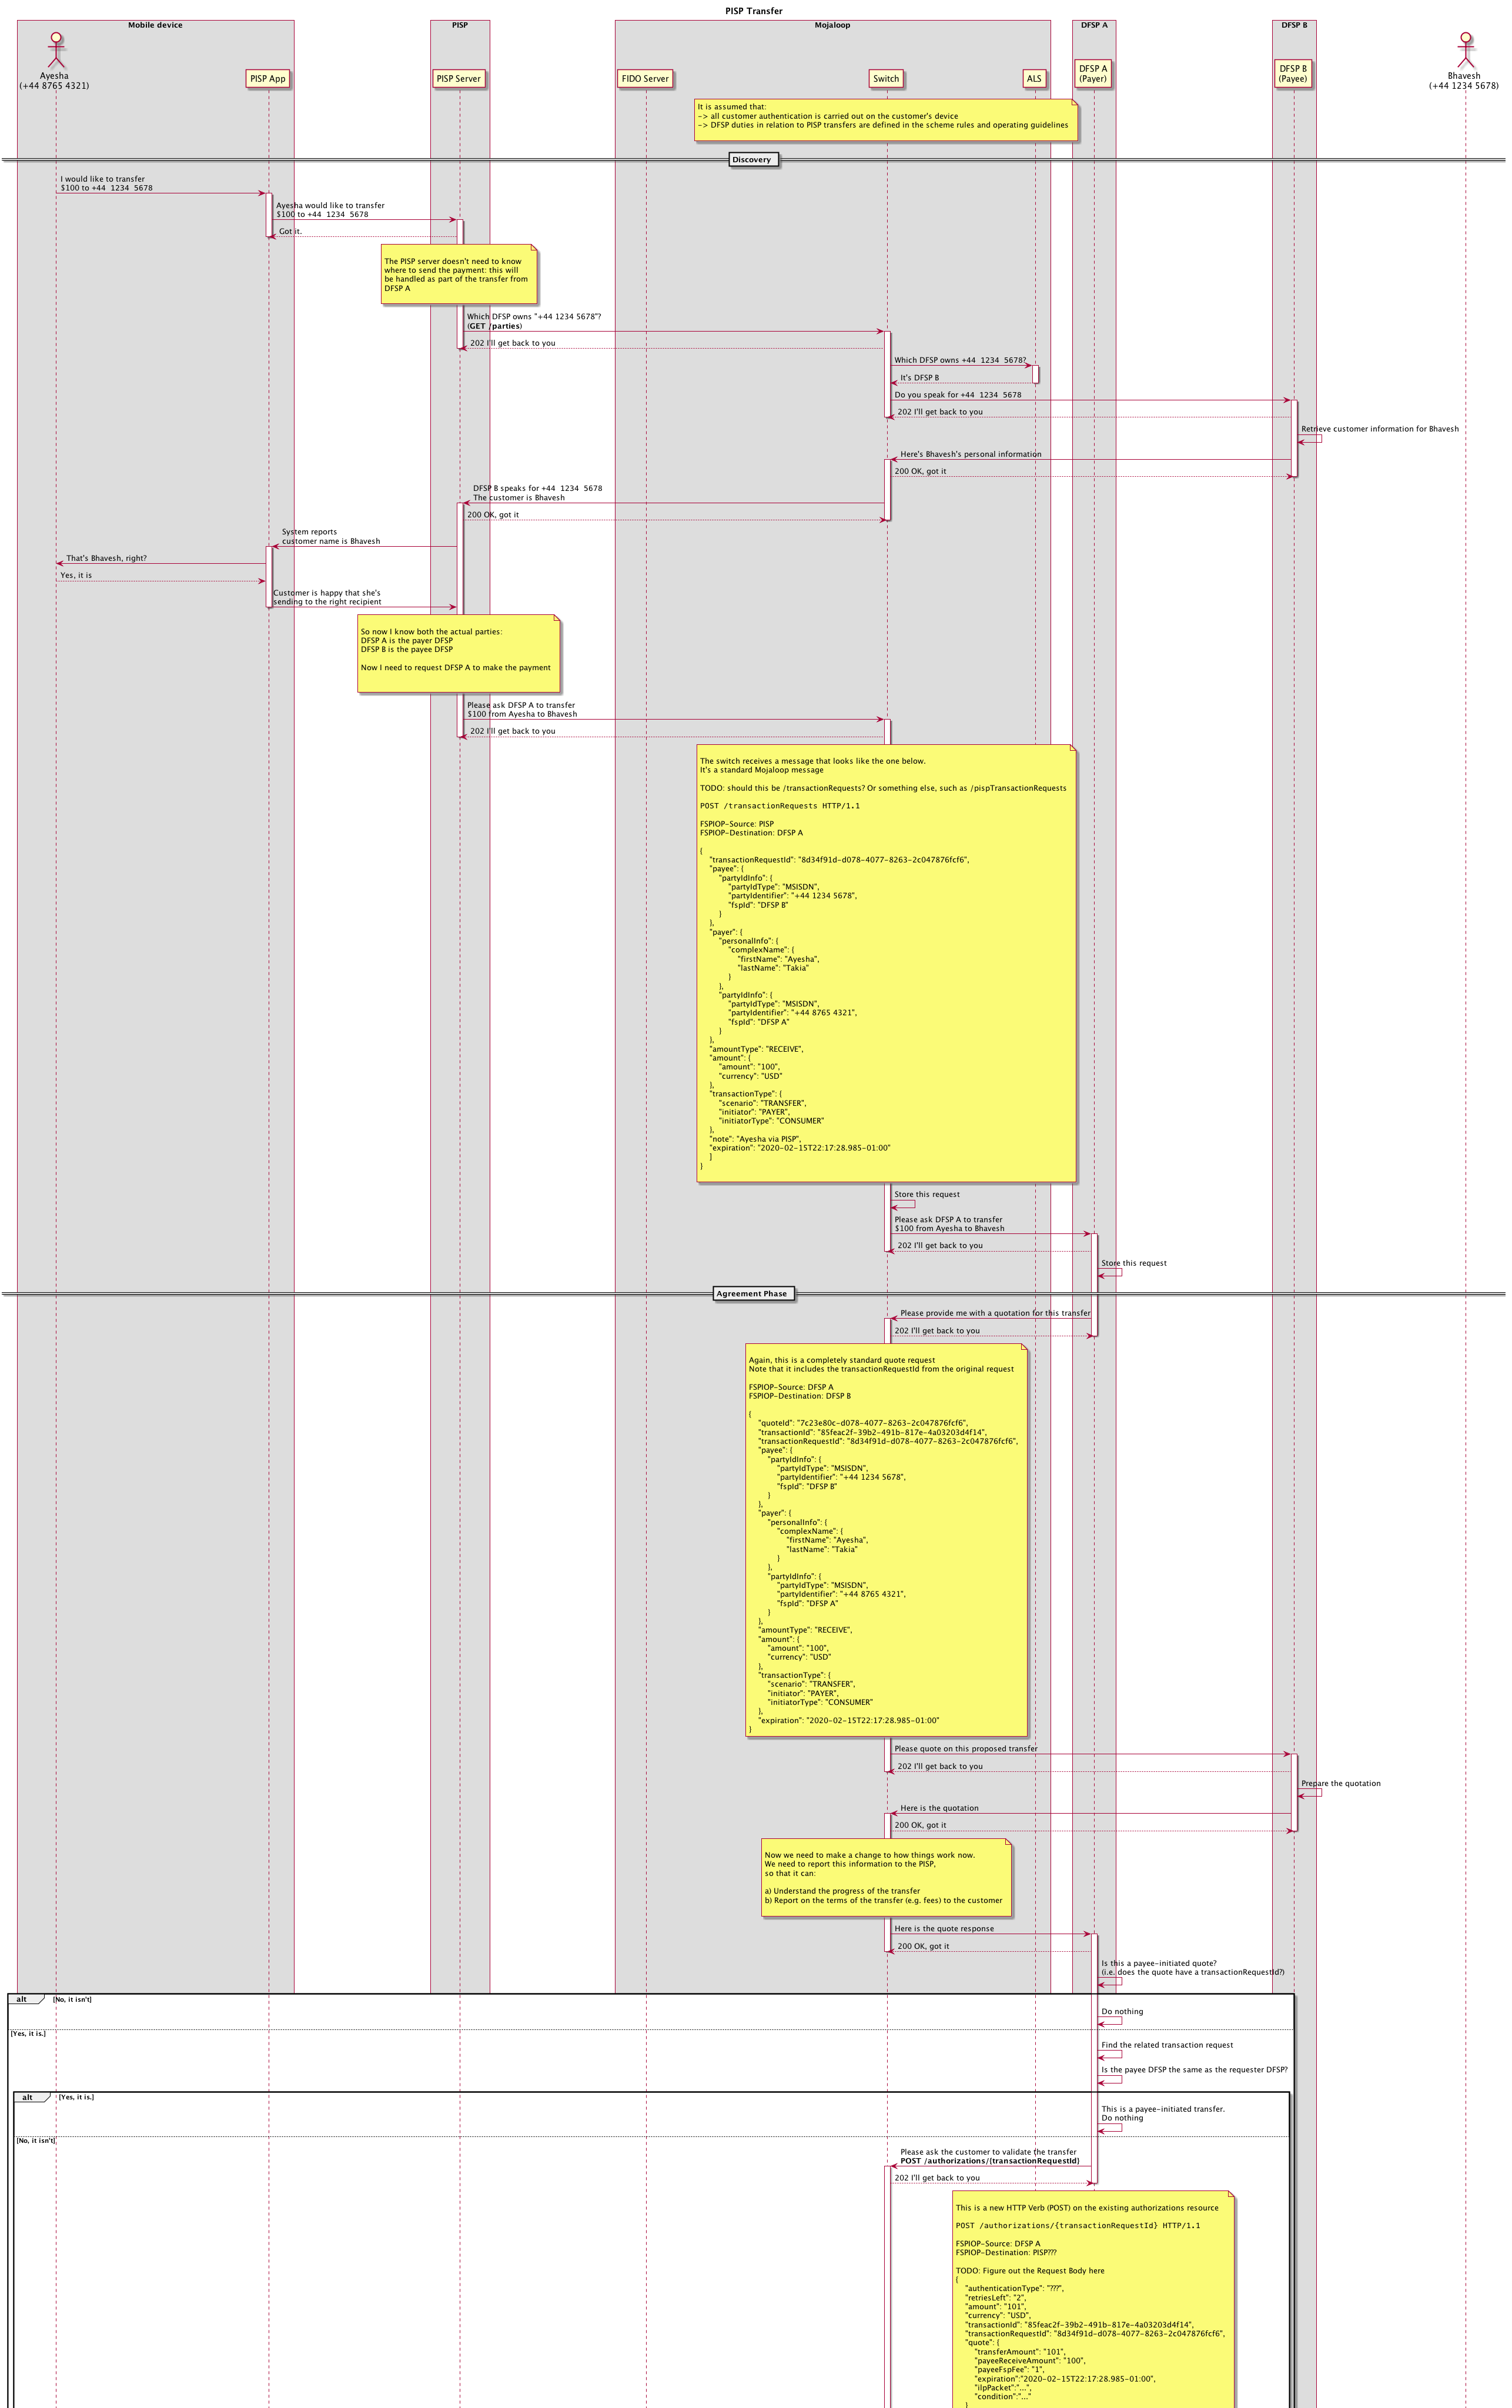 PISP Transfer
Mobile device
PISP
Mojaloop
DFSP A
DFSP B
Ayesha
(+44 8765 4321)
PISP App
PISP Server
FIDO Server
Switch
ALS
DFSP A
(Payer)
DFSP B
(Payee)
Bhavesh
(+44 1234 5678)
It is assumed that:
-> all customer authentication is carried out on the customer's device
-> DFSP duties in relation to PISP transfers are defined in the scheme rules and operating guidelines
Discovery
I would like to transfer
$100 to +44 1234 5678
Ayesha would like to transfer
$100 to +44 1234 5678
Got it.
The PISP server doesn't need to know
where to send the payment: this will
be handled as part of the transfer from
DFSP A
Which DFSP owns "+44 1234 5678"?
(GET /parties)
202 I'll get back to you
Which DFSP owns +44 1234 5678?
It's DFSP B
Do you speak for +44 1234 5678
202 I'll get back to you
Retrieve customer information for Bhavesh
Here's Bhavesh's personal information
200 OK, got it
DFSP B speaks for +44 1234 5678
The customer is Bhavesh
200 OK, got it
System reports
customer name is Bhavesh
That's Bhavesh, right?
Yes, it is
Customer is happy that she's
sending to the right recipient
So now I know both the actual parties:
DFSP A is the payer DFSP
DFSP B is the payee DFSP
Now I need to request DFSP A to make the payment
Please ask DFSP A to transfer
$100 from Ayesha to Bhavesh
202 I'll get back to you
The switch receives a message that looks like the one below.
It's a standard Mojaloop message
TODO: should this be /transactionRequests? Or something else, such as /pispTransactionRequests
POST /transactionRequests HTTP/1.1
FSPIOP-Source: PISP
FSPIOP-Destination: DFSP A
{
"transactionRequestId": "8d34f91d-d078-4077-8263-2c047876fcf6",
"payee": {
"partyIdInfo": {
"partyIdType": "MSISDN",
"partyIdentifier": "+44 1234 5678",
"fspId": "DFSP B"
}
},
"payer": {
"personalInfo": {
"complexName": {
"firstName": "Ayesha",
"lastName": "Takia"
}
},
"partyIdInfo": {
"partyIdType": "MSISDN",
"partyIdentifier": "+44 8765 4321",
"fspId": "DFSP A"
}
},
"amountType": "RECEIVE",
"amount": {
"amount": "100",
"currency": "USD"
},
"transactionType": {
"scenario": "TRANSFER",
"initiator": "PAYER",
"initiatorType": "CONSUMER"
},
"note": "Ayesha via PISP",
"expiration": "2020-02-15T22:17:28.985-01:00"
}
}
Store this request
Please ask DFSP A to transfer
$100 from Ayesha to Bhavesh
202 I'll get back to you
Store this request
Agreement Phase
Please provide me with a quotation for this transfer
202 I'll get back to you
Again, this is a completely standard quote request
Note that it includes the transactionRequestId from the original request
FSPIOP-Source: DFSP A
FSPIOP-Destination: DFSP B
{
"quoteId": "7c23e80c-d078-4077-8263-2c047876fcf6",
"transactionId": "85feac2f-39b2-491b-817e-4a03203d4f14",
"transactionRequestId": "8d34f91d-d078-4077-8263-2c047876fcf6",
"payee": {
"partyIdInfo": {
"partyIdType": "MSISDN",
"partyIdentifier": "+44 1234 5678",
"fspId": "DFSP B"
}
},
"payer": {
"personalInfo": {
"complexName": {
"firstName": "Ayesha",
"lastName": "Takia"
}
},
"partyIdInfo": {
"partyIdType": "MSISDN",
"partyIdentifier": "+44 8765 4321",
"fspId": "DFSP A"
}
},
"amountType": "RECEIVE",
"amount": {
"amount": "100",
"currency": "USD"
},
"transactionType": {
"scenario": "TRANSFER",
"initiator": "PAYER",
"initiatorType": "CONSUMER"
},
"expiration": "2020-02-15T22:17:28.985-01:00"
}
Please quote on this proposed transfer
202 I'll get back to you
Prepare the quotation
Here is the quotation
200 OK, got it
Now we need to make a change to how things work now.
We need to report this information to the PISP,
so that it can:
a) Understand the progress of the transfer
b) Report on the terms of the transfer (e.g. fees) to the customer
Here is the quote response
200 OK, got it
Is this a payee-initiated quote?
(i.e. does the quote have a transactionRequestId?)
alt [No, it isn't]
Do nothing
[Yes, it is.]
Find the related transaction request
Is the payee DFSP the same as the requester DFSP?
alt [Yes, it is.]
This is a payee-initiated transfer.
Do nothing
[No, it isn't]
Please ask the customer to validate the transfer
POST /authorizations/{transactionRequestId}
202 I'll get back to you
This is a new HTTP Verb (POST) on the existing authorizations resource
POST /authorizations/{transactionRequestId} HTTP/1.1
FSPIOP-Source: DFSP A
FSPIOP-Destination: PISP???
TODO: Figure out the Request Body here
{
"authenticationType": "???",
"retriesLeft": "2",
"amount": "101",
"currency": "USD",
"transactionId": "85feac2f-39b2-491b-817e-4a03203d4f14",
"transactionRequestId": "8d34f91d-d078-4077-8263-2c047876fcf6",
"quote": {
"transferAmount": "101",
"payeeReceiveAmount": "100",
"payeeFspFee": "1",
"expiration":"2020-02-15T22:17:28.985-01:00",
"ilpPacket":"...",
"condition":"..."
}